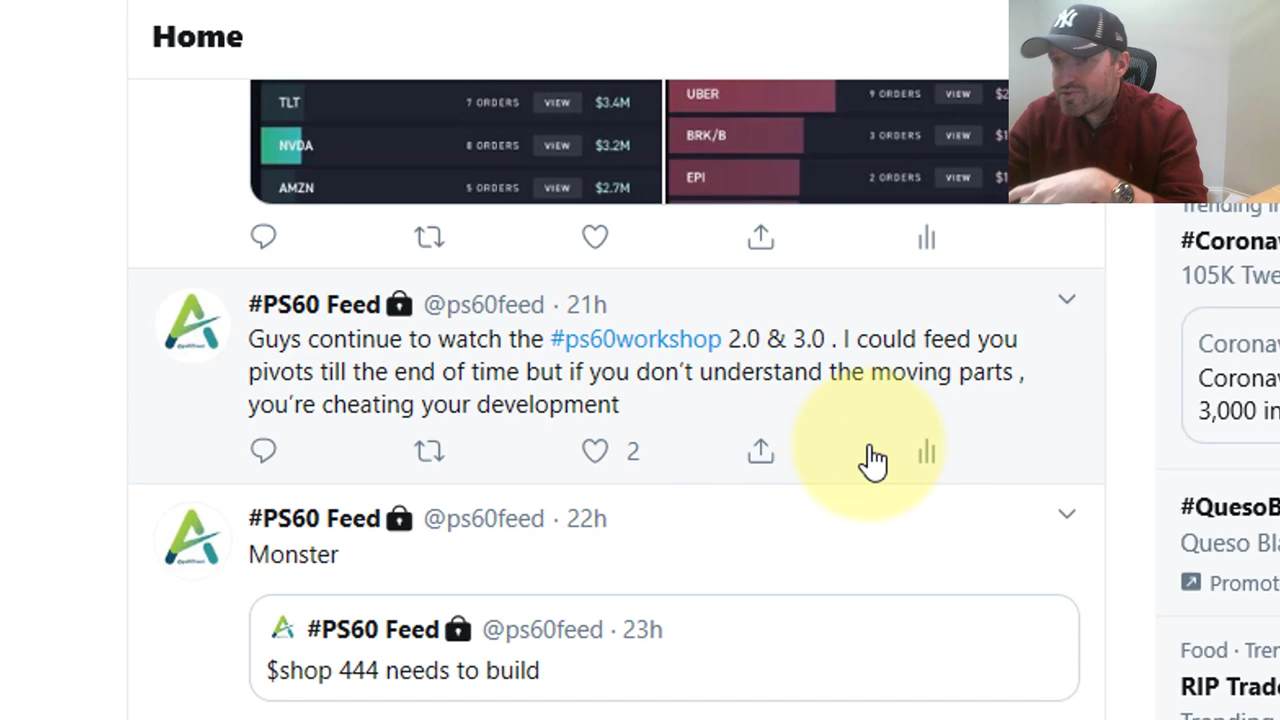 Home
TLT 7 ORDERS VIEW $3.4M
UBER 9 ORDERS VIEW
NVDA 8 ORDERS VIEW $3.2M
BRK/B 3 ORDERS VIEW
AMZN 5 ORDERS VIEW $2.7M
EPI 2 ORDERS VIEW
#PS60 Feed @ps60feed · 21h
Guys continue to watch the #ps60workshop 2.0 & 3.0 . I could feed you
pivots till the end of time but if you don’t understand the moving parts ,
you’re cheating your development
2
#PS60 Feed @ps60feed · 22h
Monster
#PS60 Feed @ps60feed · 23h
$shop 444 needs to build
Trending in
#Corona
105K Twe
Corona
Corona
3,000 in
#QuesoB
Queso Bl
Promot
Food · Tren
RIP Trad